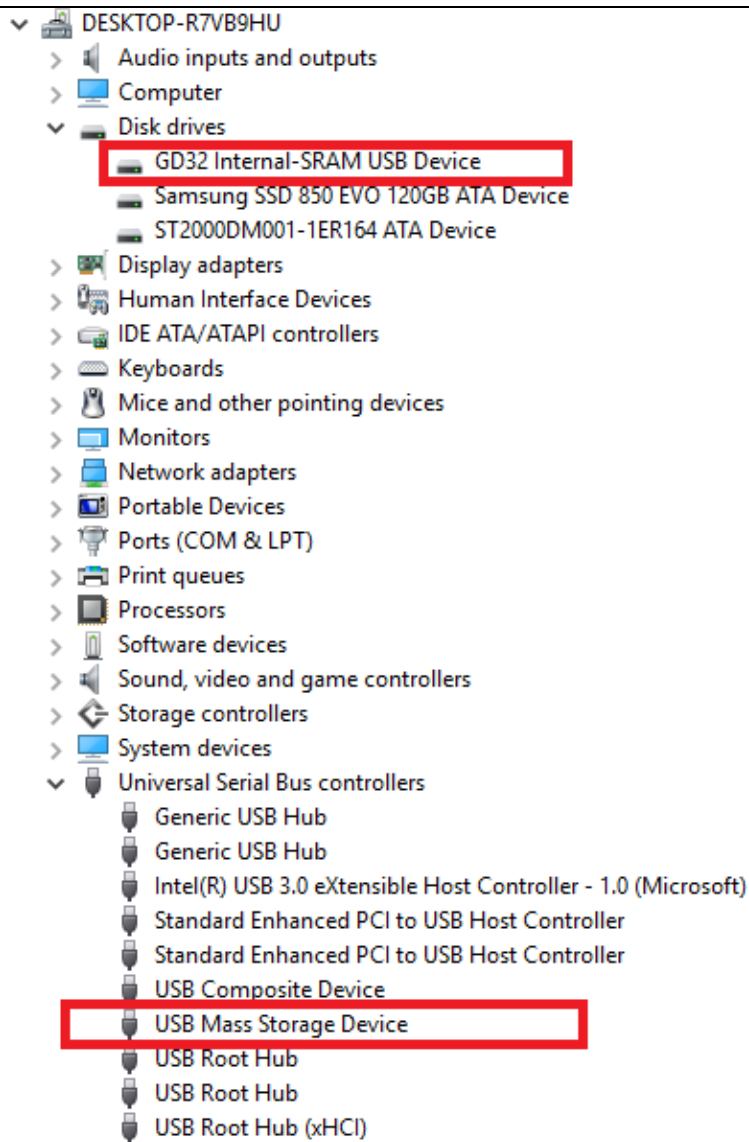 DESKTOP-R7VB9HU
Audio inputs and outputs
Computer
Disk drives
GD32 Internal-SRAM USB Device
Samsung SSD 850 EVO 120GB ATA Device
ST2000DM001-1ER164 ATA Device
Display adapters
Human Interface Devices
IDE ATA/ATAPI controllers
Keyboards
Mice and other pointing devices
Monitors
Network adapters
Portable Devices
Ports (COM & LPT)
Print queues
Processors
Software devices
Sound, video and game controllers
Storage controllers
System devices
Universal Serial Bus controllers
Generic USB Hub
Generic USB Hub
Intel(R) USB 3.0 eXtensible Host Controller - 1.0 (Microsoft)
Standard Enhanced PCI to USB Host Controller
Standard Enhanced PCI to USB Host Controller
USB Composite Device
USB Mass Storage Device
USB Root Hub
USB Root Hub
USB Root Hub (xHCI)